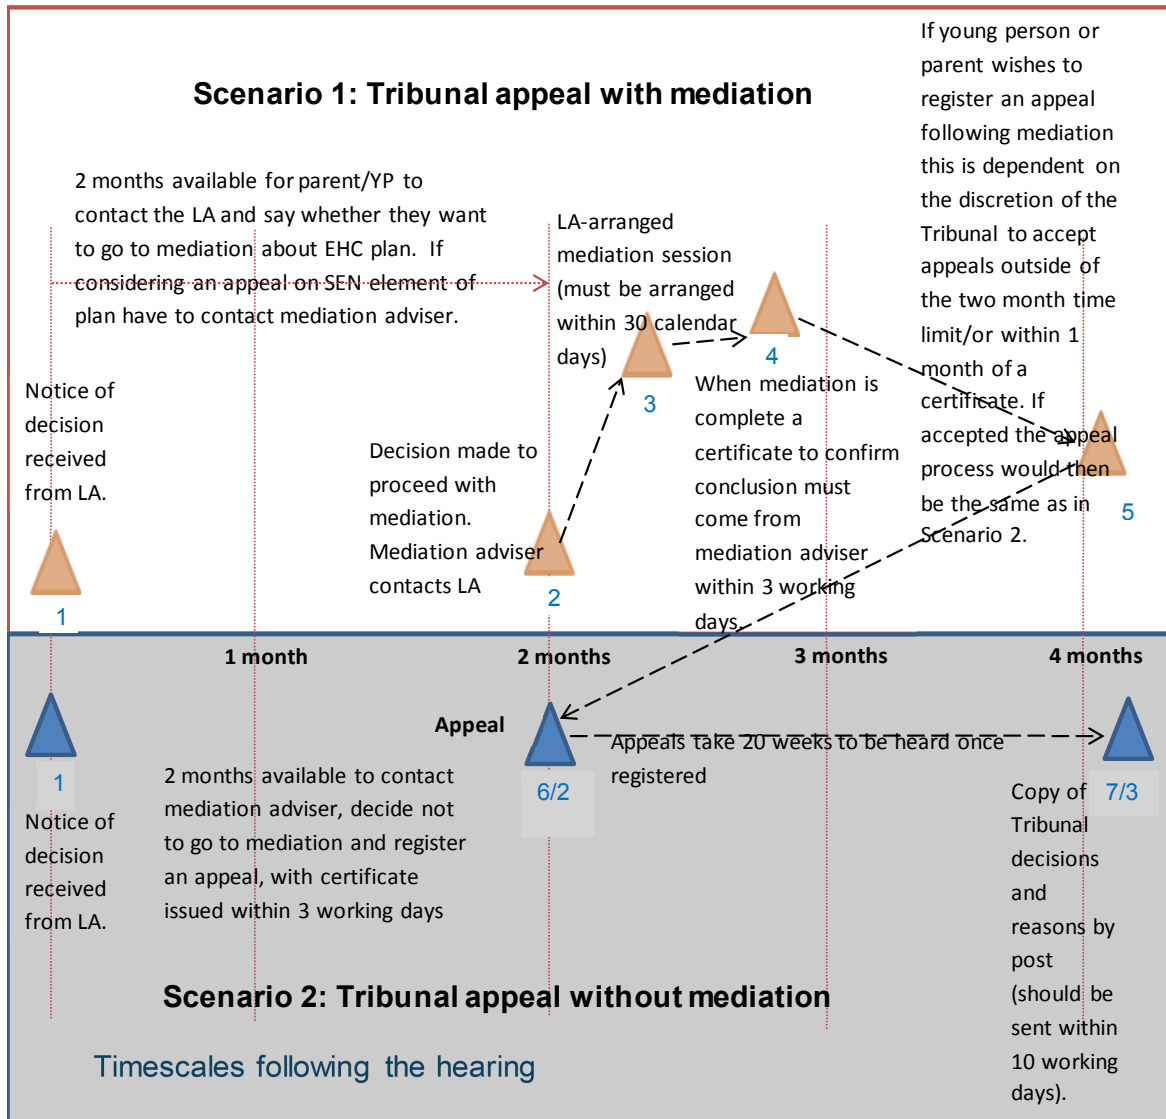 Scenario 1: Tribunal appeal with mediation
2 months available for parent/YP to
contact the LA and say whether they want
to go to mediation about EHC plan.  If
considering an appeal on SEN element of
plan have to contact mediation adviser.
Notice of
decision
received
from LA.
1
Decision made to
proceed with
mediation.
Mediation adviser
contacts LA
2
LA-arranged
mediation session
(must be arranged
within 30 calendar
days)
3
4
When mediation is
complete a
certificate to confirm
conclusion must
come from
mediation adviser
within 3 working
days.
If young person or
parent wishes to
register an appeal
following mediation
this is dependent on
the discretion of the
Tribunal to accept
appeals outside of
the two month time
limit/or within 1
month of a
certificate. If
accepted the appeal
process would then
be the same as in
Scenario 2.
5
1 month
2 months
3 months
4 months
1
Notice of
decision
received
from LA.
2 months available to contact
mediation adviser, decide not
to go to mediation and register
an appeal, with certificate
issued within 3 working days
Appeal
6/2
Appeals take 20 weeks to be heard once
registered
7/3
Copy of
Tribunal
decisions
and
reasons by
post
(should be
sent within
10 working
days).
Scenario 2: Tribunal appeal without mediation
Timescales following the hearing